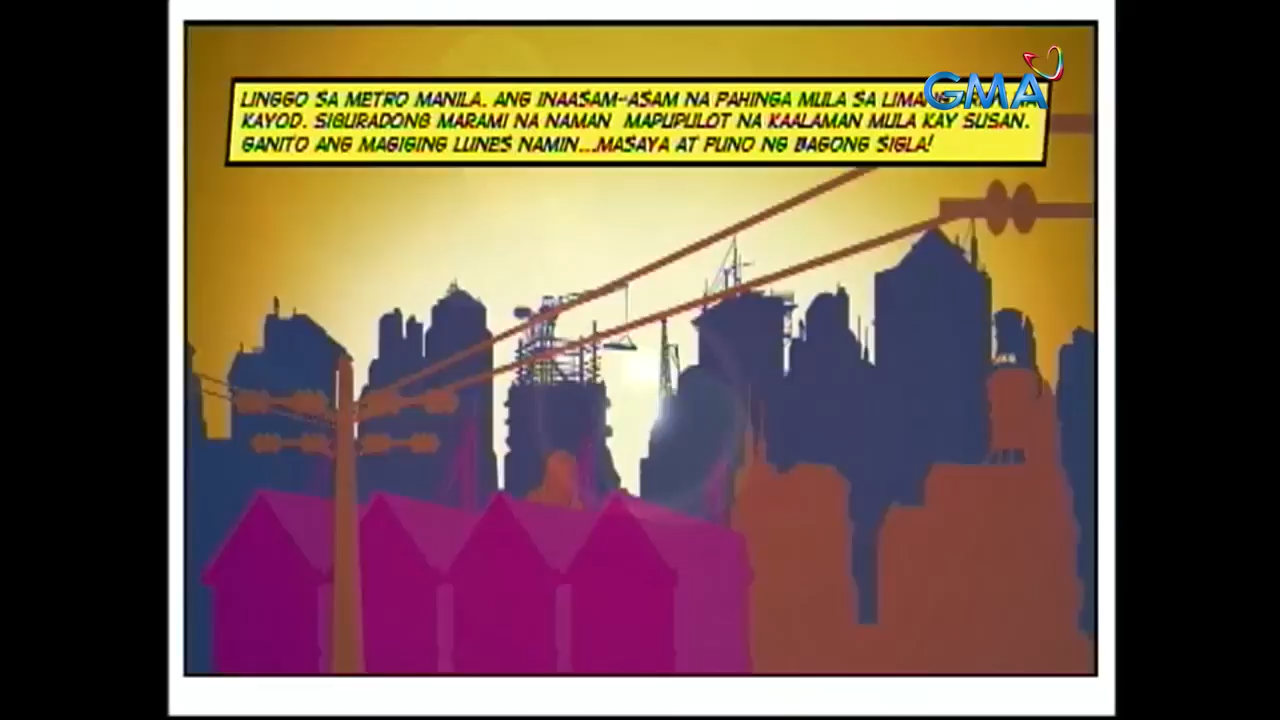 LINGGO SA METRO MANILA. ANG INAASAM-ASAM NA PAHINGA MULA SA
KAYOD. SIGURADONG MARAMI NA NAMAN MAPUPULOT NA KAALAMAN MULA KAY SUSAN.
GANITO ANG MAGIGING LUNES NAMIN...MASAYA AT PUNO NG BAGONG SIGLA!
GMA